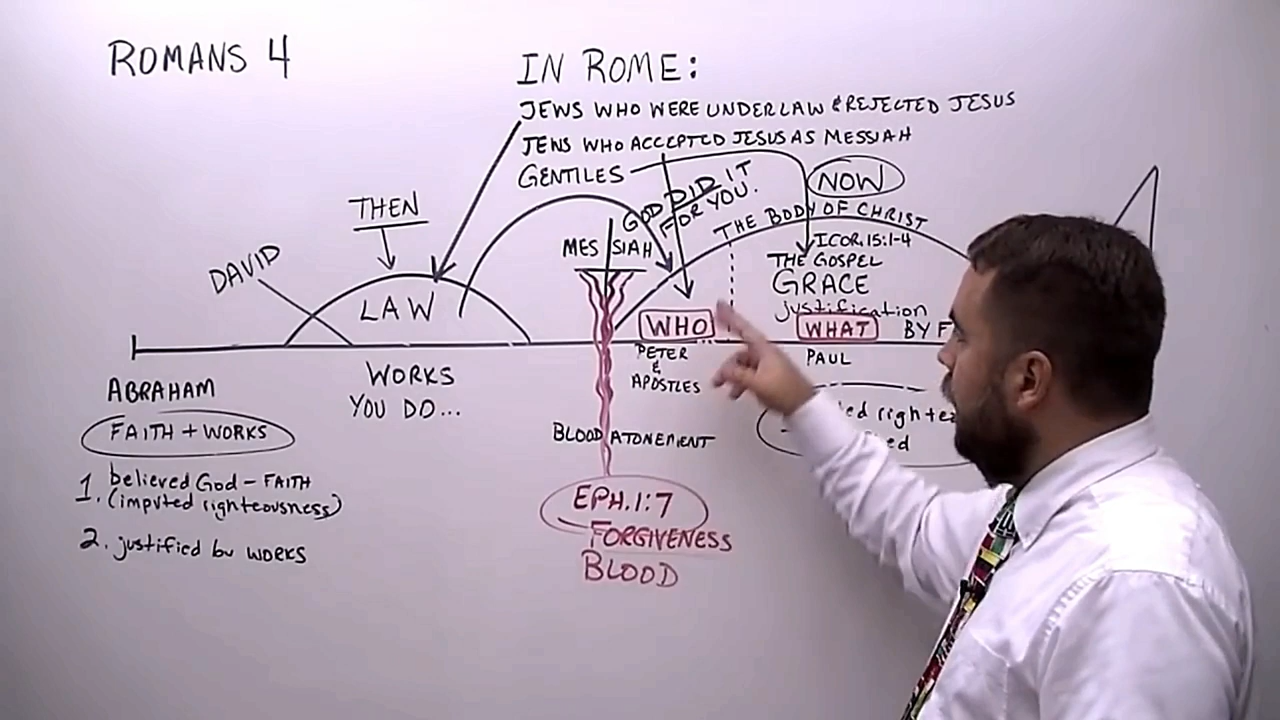 ROMANS 4
IN ROME:
JEWS WHO WERE UNDER LAW & REJECTED JESUS
JEWS WHO ACCEPTED JESUS AS MESSIAH
GENTILES
GOD DID IT
FOR YOU.
NOW
THE BODY OF CHRIST
THEN
DAVID
LAW
MESSIAH
I COR. 15:1-4
THE GOSPEL
GRACE
justification
WHO
WHAT
BY F
PETER
&
APOSTLES
PAUL
ABRAHAM
FAITH + WORKS
1. believed God - FAITH
(imputed righteousness)
2. justified by WORKS
WORKS
YOU DO...
BLOOD ATONEMENT
EPH. 1:7
FORGIVENESS
BLOOD